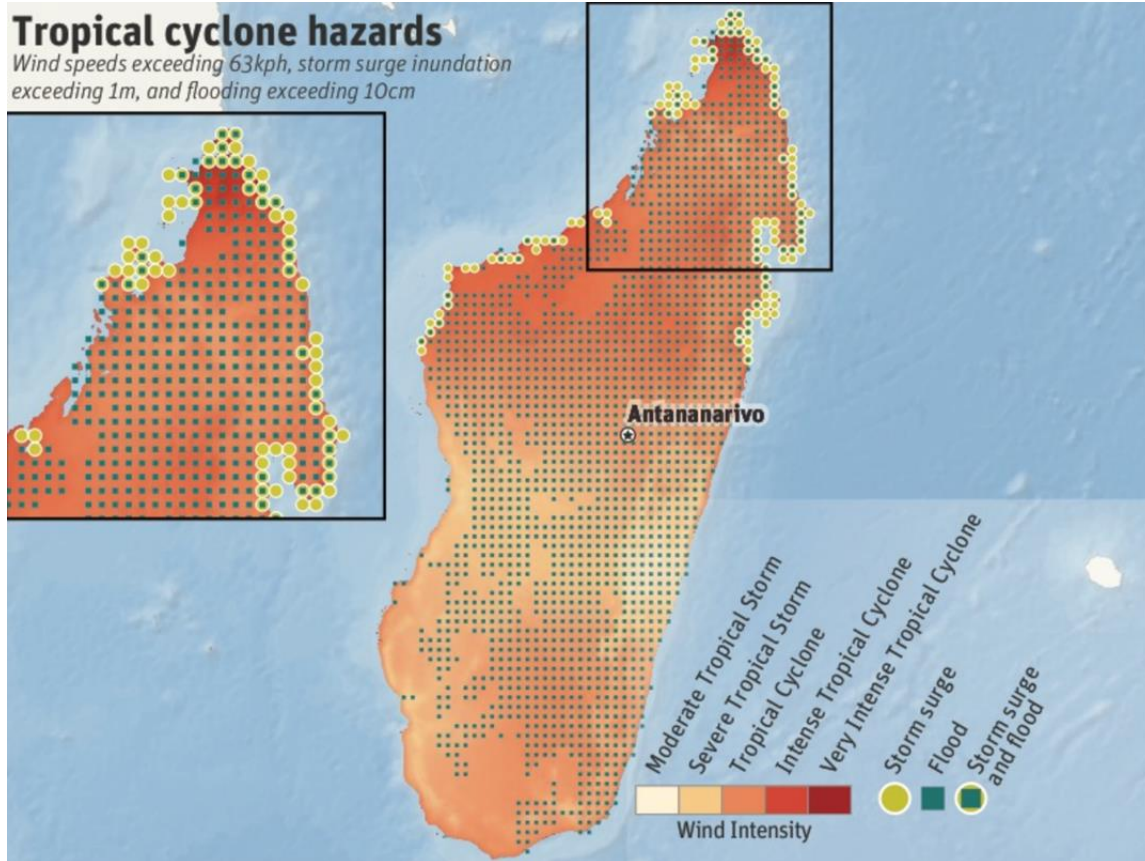 Tropical cyclone hazards
Wind speeds exceeding 63kph, storm surge inundation
exceeding 1m, and flooding exceeding 10cm
Antananarivo
Moderate Tropical Storm
Severe Tropical Storm
Tropical Cyclone
Intense Tropical Cyclone
Very Intense Tropical Cyclone
Wind Intensity
Storm surge
Flood
Storm surge
and flood